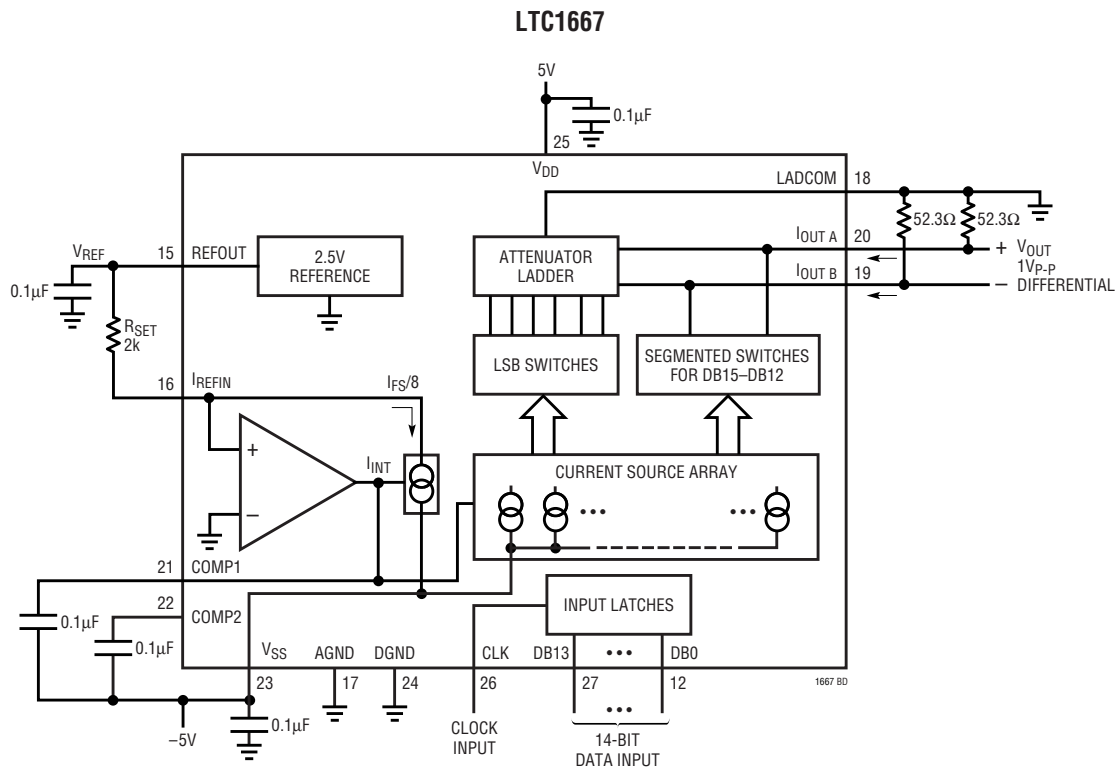 LTC1667
5V
0.1µF
25
VDD
LADCOM
18
52.3Ω
52.3Ω
VREF
15
REFOUT
2.5V
REFERENCE
ATTENUATOR
LADDER
IOUT A
20
+
VOUT
1VP-P
DIFFERENTIAL
IOUT B
19
–
0.1µF
RSET
2k
LSB SWITCHES
SEGMENTED SWITCHES
FOR DB15–DB12
16
IREFIN
IFS/8
+
–
IINT
CURRENT SOURCE ARRAY
•••
•••
21
COMP1
22
COMP2
0.1µF
0.1µF
INPUT LATCHES
VSS
AGND
DGND
CLK
DB13
•••
DB0
23
17
24
26
27
12
1667 BD
–5V
0.1µF
CLOCK
INPUT
•••
14-BIT
DATA INPUT